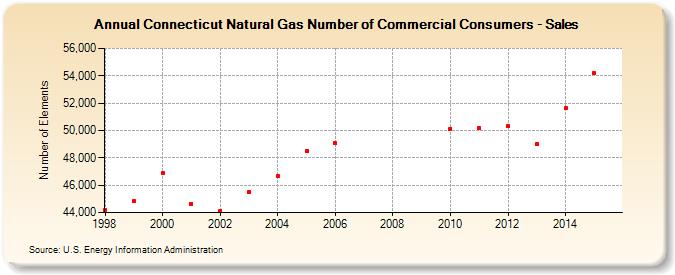 Annual Connecticut Natural Gas Number of Commercial Consumers - Sales
Number of Elements
56,000
54,000
52,000
50,000
48,000
46,000
44,000
1998 2000 2002 2004 2006 2008 2010 2012 2014
Source: U.S. Energy Information Administration